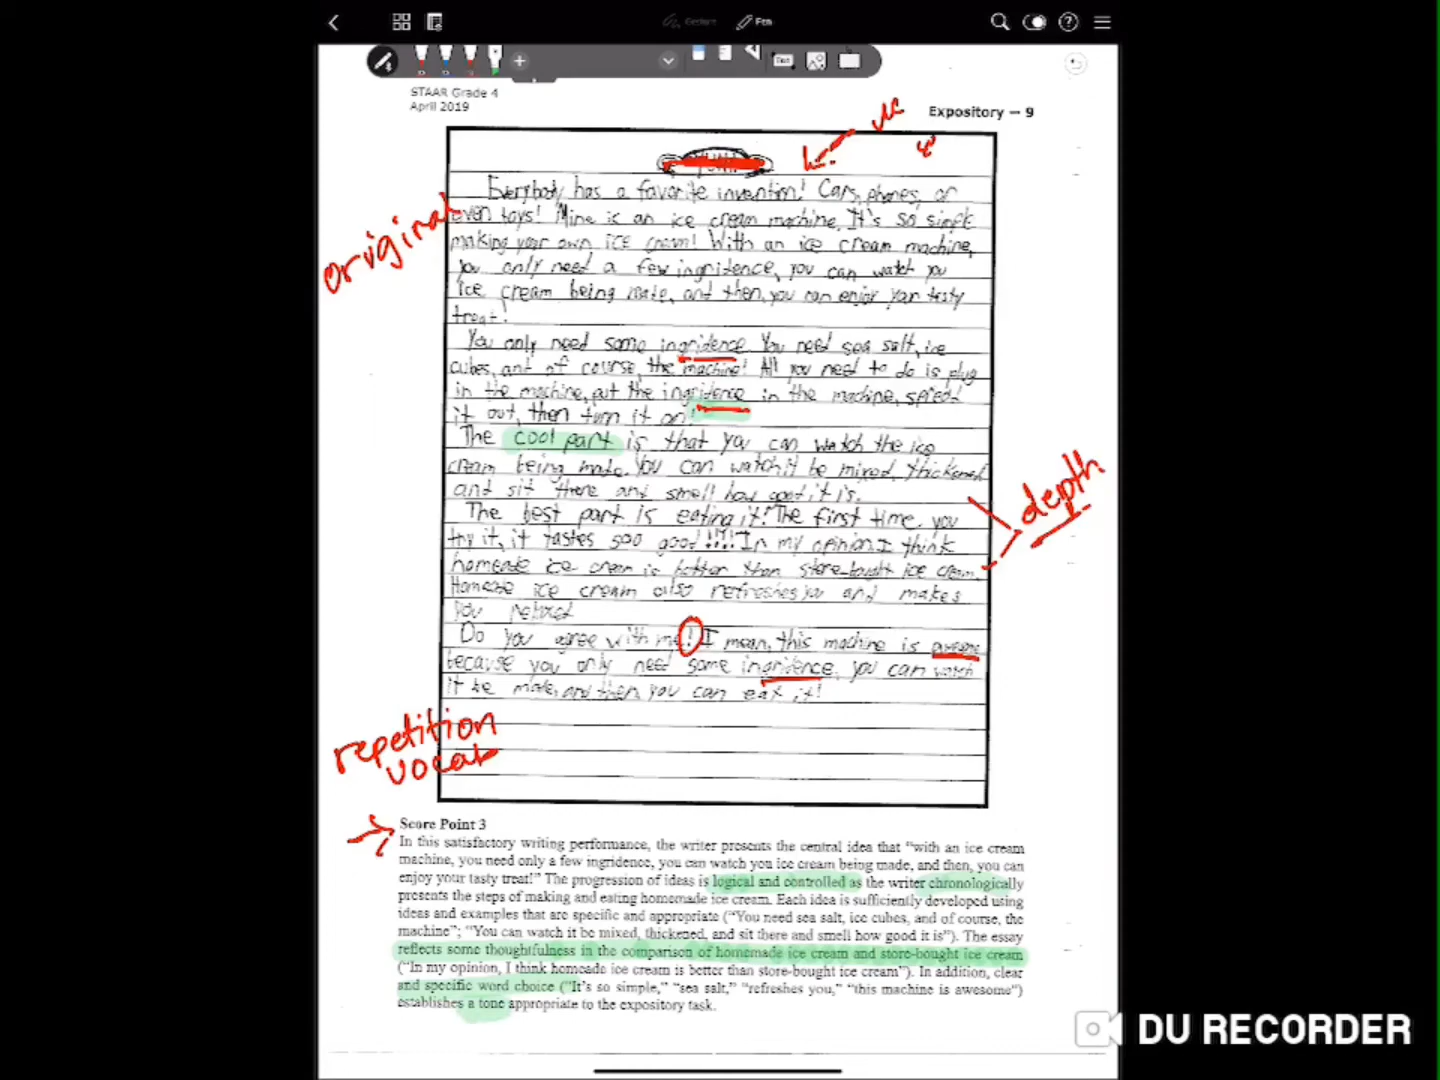 Gesture Pen
Text
STAAR Grade 4
April 2019
Expository — 9
original
Everybody has a favorite invention! Cars, phones, or
even toys! Mine is an ice cream machine. It's so simple
making your own ice cream! With an ice cream machine,
you only need a few ingridence, you can watch you
ice cream being made, and then, you can enjoy your tasty
treat!
You only need some ingridence. You need sea salt, ice
cubes, and of course, the machine! All you need to do is plug
in the machine, put the ingridence in the machine, speed
it out, then turn it on!
The cool part is that you can watch the ice
cream being made. You can watch it be mixed, thickened
and sit there and smell how good it is.
The best part is eating it! The first time you
try it, it tastes soo good!!!! In my opinion I think
homeade ice cream is better than store-bought ice cream.
Homeade ice cream also refreshes you and makes
you relaxed
depth
Do you agree with me! I mean, this machine is awesome
because you only need some ingridence, you can watch
it be made, and then, you can eat it!
repetition
vocab
Score Point 3
In this satisfactory writing performance, the writer presents the central idea that “with an ice cream
machine, you need only a few ingridence, you can watch you ice cream being made, and then, you can
enjoy your tasty treat!” The progression of ideas is logical and controlled as the writer chronologically
presents the steps of making and eating homemade ice cream. Each idea is sufficiently developed using
ideas and examples that are specific and appropriate (“You need sea salt, ice cubes, and of course, the
machine”; “You can watch it be mixed, thickened, and sit there and smell how good it is”). The essay
reflects some thoughtfulness in the comparison of homemade ice cream and store-bought ice cream
(“In my opinion, I think homeade ice cream is better than store-bought ice cream”). In addition, clear
and specific word choice (“It's so simple,” “sea salt,” “refreshes you,” “this machine is awesome”)
establishes a tone appropriate to the expository task.
DU RECORDER